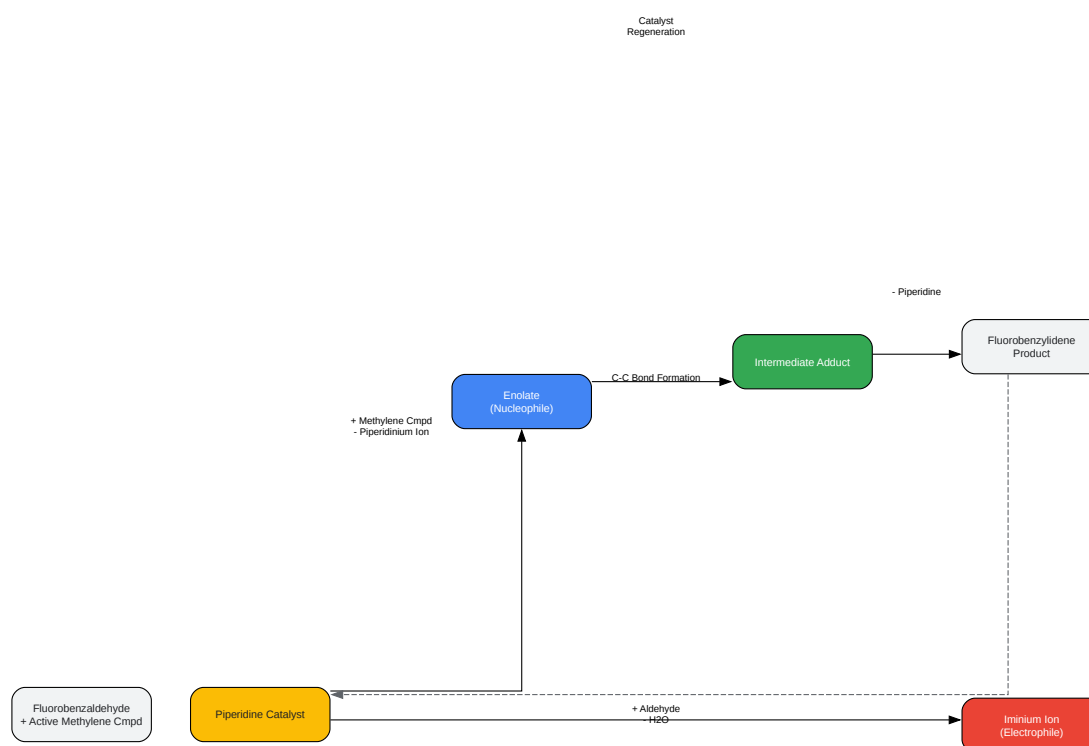 Catalyst
Regeneration
- Piperidine
Fluorobenzylidene
Product
Intermediate Adduct
C-C Bond Formation
Enolate
(Nucleophile)
+ Methylene Cmpd
- Piperidinium Ion
Fluorobenzaldehyde
+ Active Methylene Cmpd
Piperidine Catalyst
+ Aldehyde
- H2O
Iminium Ion
(Electrophile)